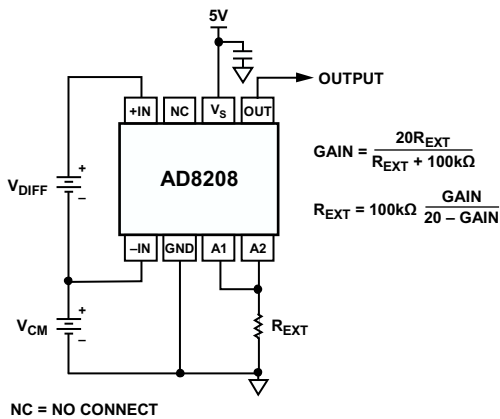 5V
OUTPUT
+IN NC VS OUT
AD8208
GAIN = 20REXT / REXT + 100kΩ
VDIFF
+
–
REXT = 100kΩ GAIN / 20 – GAIN
–IN GND A1 A2
VCM
+
–
REXT
NC = NO CONNECT